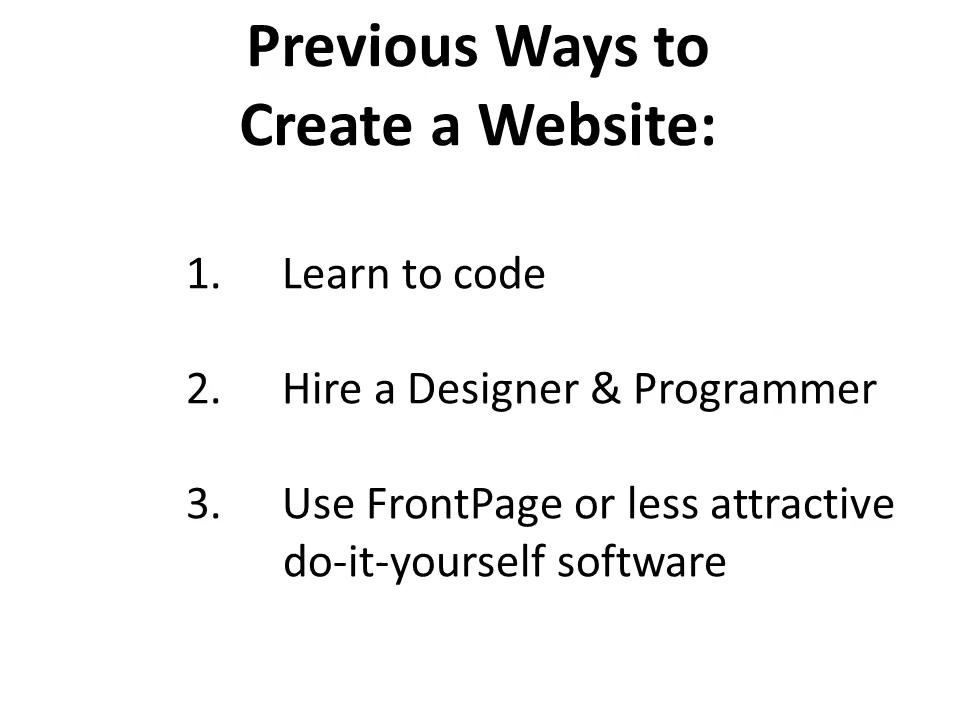 Previous Ways to
Create a Website:
1. Learn to code
2. Hire a Designer & Programmer
3. Use FrontPage or less attractive
do-it-yourself software